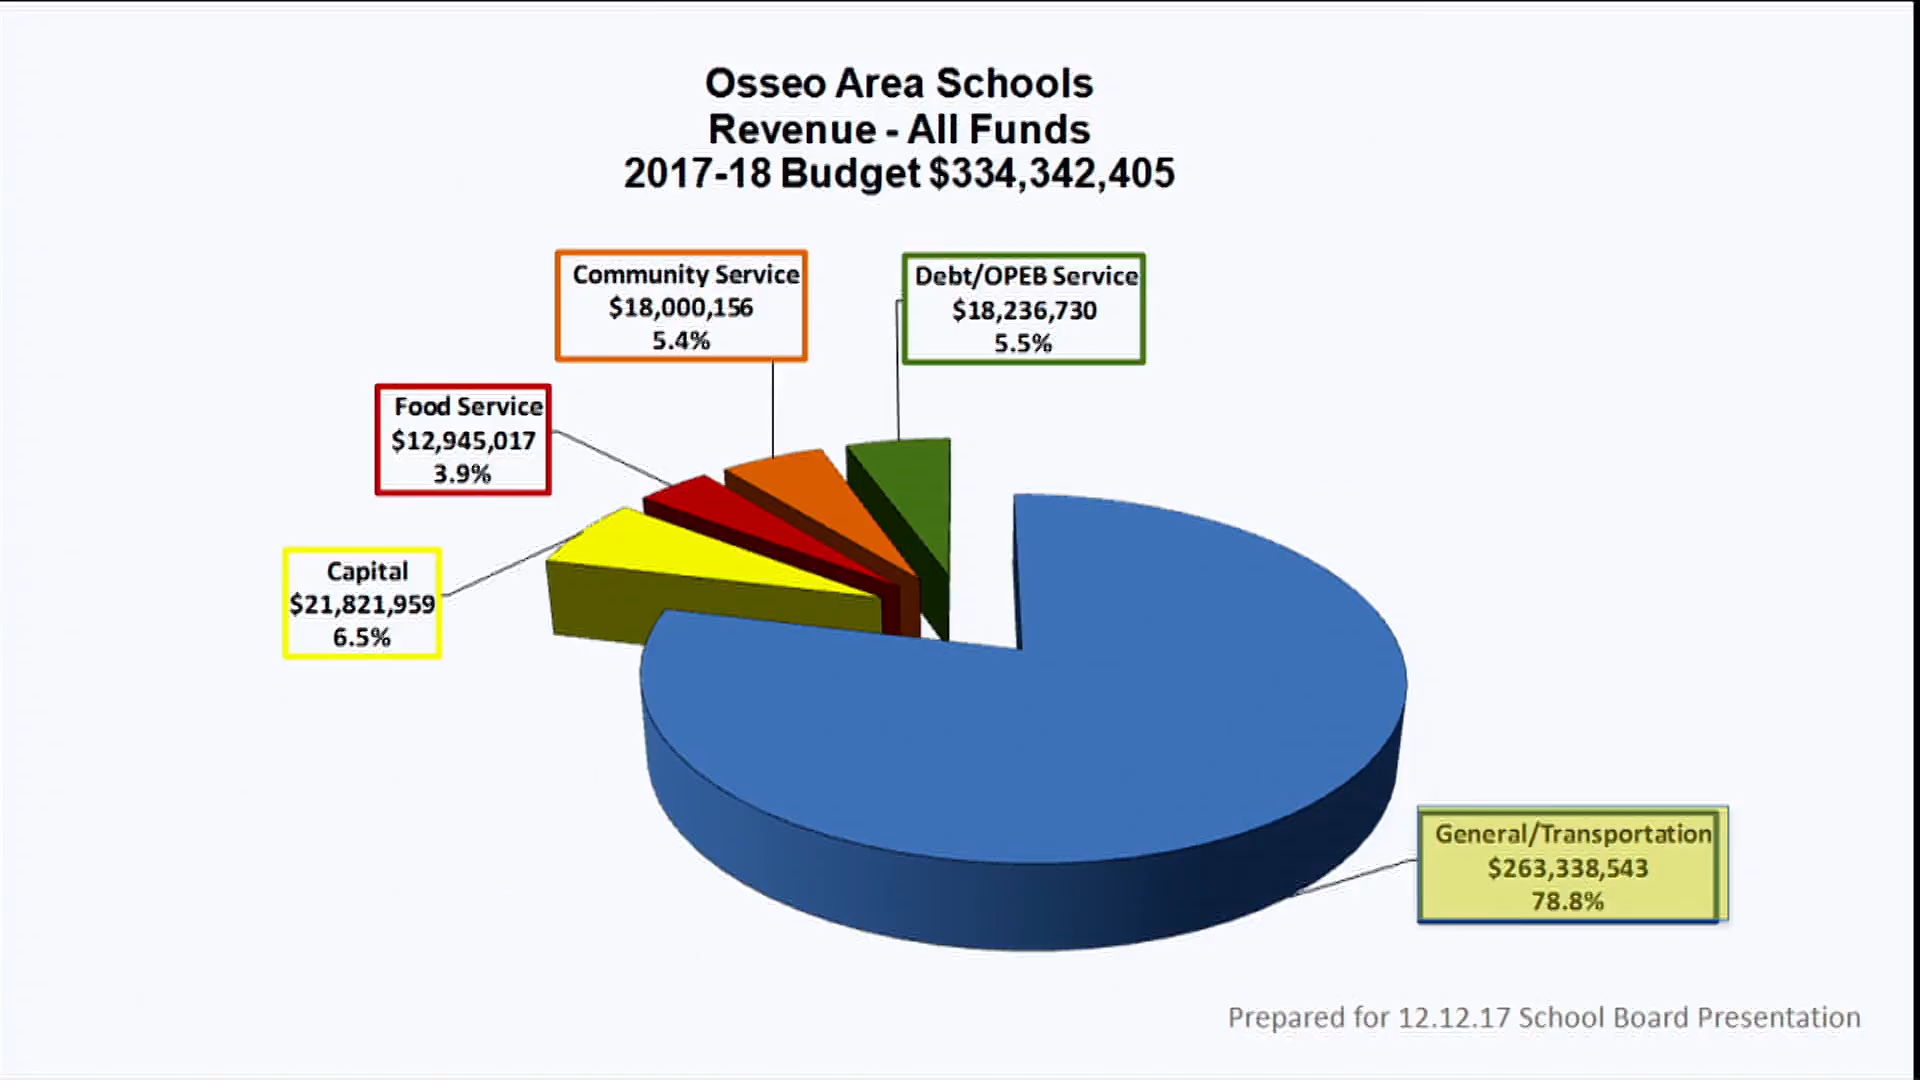 Osseo Area Schools
Revenue - All Funds
2017-18 Budget $334,342,405
Community Service
$18,000,156
5.4%
Debt/OPEB Service
$18,236,730
5.5%
Food Service
$12,945,017
3.9%
Capital
$21,821,959
6.5%
General/Transportation
$263,338,543
78.8%
Prepared for 12.12.17 School Board Presentation